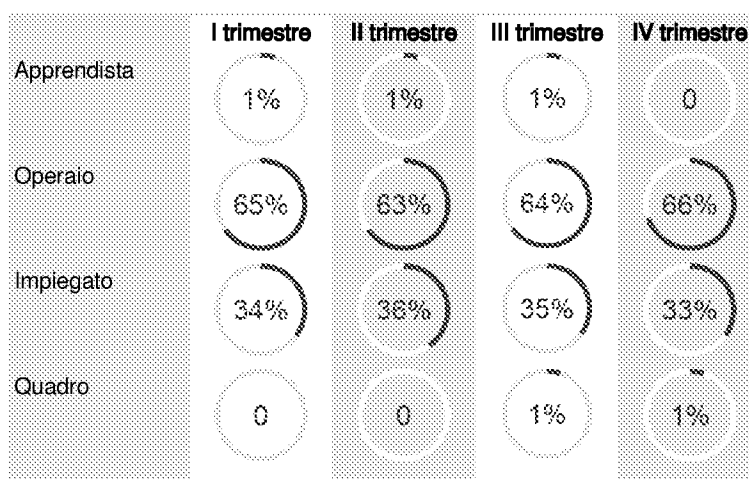 I trimestre II trimestre III trimestre IV trimestre
Apprendista 1% 1% 1% 0
Operaio 65% 63% 64% 66%
Impiegato 34% 36% 35% 33%
Quadro 0 0 1% 1%